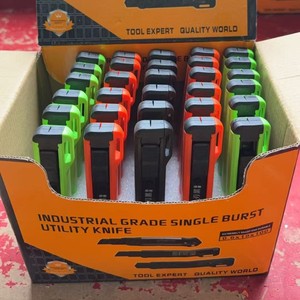 TOOL EXPERT QUALITY WORLD
INDUSTRIAL GRADE SINGLE BURST
UTILITY KNIFE
TOOL EXPERT QUALITY WORLD